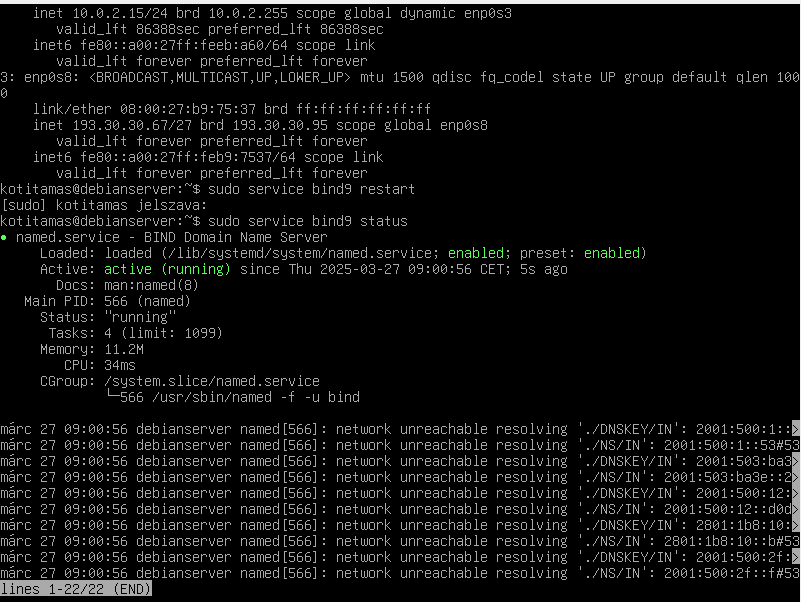 inet 10.0.2.15/24 brd 10.0.2.255 scope global dynamic enp0s3
       valid_lft 86388sec preferred_lft 86388sec
    inet6 fe80::a00:27ff:feeb:a60/64 scope link
       valid_lft forever preferred_lft forever
3: enp0s8: <BROADCAST,MULTICAST,UP,LOWER_UP> mtu 1500 qdisc fq_codel state UP group default qlen 100
0
    link/ether 08:00:27:b9:75:37 brd ff:ff:ff:ff:ff:ff
    inet 193.30.30.67/27 brd 193.30.30.95 scope global enp0s8
       valid_lft forever preferred_lft forever
    inet6 fe80::a00:27ff:feb9:7537/64 scope link
       valid_lft forever preferred_lft forever
kotitamas@debianserver:~$ sudo service bind9 restart
[sudo] kotitamas jelszava:
kotitamas@debianserver:~$ sudo service bind9 status
● named.service - BIND Domain Name Server
     Loaded: loaded (/lib/systemd/system/named.service; enabled; preset: enabled)
     Active: active (running) since Thu 2025-03-27 09:00:56 CET; 5s ago
       Docs: man:named(8)
   Main PID: 566 (named)
     Status: "running"
      Tasks: 4 (limit: 1099)
     Memory: 11.2M
        CPU: 34ms
     CGroup: /system.slice/named.service
             └─566 /usr/sbin/named -f -u bind

márc 27 09:00:56 debianserver named[566]: network unreachable resolving './DNSKEY/IN': 2001:500:1::>
márc 27 09:00:56 debianserver named[566]: network unreachable resolving './NS/IN': 2001:500:1::53#53
márc 27 09:00:56 debianserver named[566]: network unreachable resolving './DNSKEY/IN': 2001:503:ba3>
márc 27 09:00:56 debianserver named[566]: network unreachable resolving './NS/IN': 2001:503:ba3e::2>
márc 27 09:00:56 debianserver named[566]: network unreachable resolving './DNSKEY/IN': 2001:500:12:>
márc 27 09:00:56 debianserver named[566]: network unreachable resolving './NS/IN': 2001:500:12::d0d>
márc 27 09:00:56 debianserver named[566]: network unreachable resolving './DNSKEY/IN': 2801:1b8:10:>
márc 27 09:00:56 debianserver named[566]: network unreachable resolving './NS/IN': 2801:1b8:10::b#53
márc 27 09:00:56 debianserver named[566]: network unreachable resolving './DNSKEY/IN': 2001:500:2f:>
márc 27 09:00:56 debianserver named[566]: network unreachable resolving './NS/IN': 2001:500:2f::f#53
lines 1-22/22 (END)